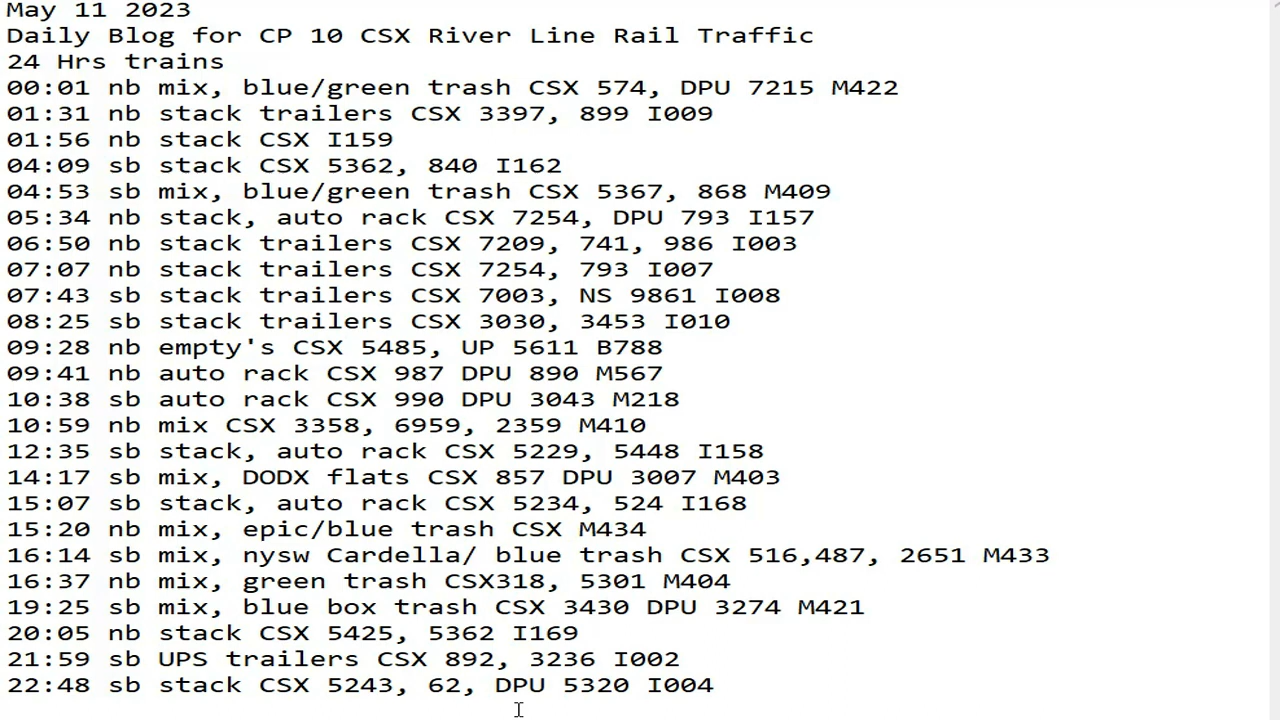 May 11 2023
Daily Blog for CP 10 CSX River Line Rail Traffic
24 Hrs trains
00:01 nb mix, blue/green trash CSX 574, DPU 7215 M422
01:31 nb stack trailers CSX 3397, 899 I009
01:56 nb stack CSX I159
04:09 sb stack CSX 5362, 840 I162
04:53 sb mix, blue/green trash CSX 5367, 868 M409
05:34 nb stack, auto rack CSX 7254, DPU 793 I157
06:50 nb stack trailers CSX 7209, 741, 986 I003
07:07 nb stack trailers CSX 7254, 793 I007
07:43 sb stack trailers CSX 7003, NS 9861 I008
08:25 sb stack trailers CSX 3030, 3453 I010
09:28 nb empty's CSX 5485, UP 5611 B788
09:41 nb auto rack CSX 987 DPU 890 M567
10:38 sb auto rack CSX 990 DPU 3043 M218
10:59 nb mix CSX 3358, 6959, 2359 M410
12:35 sb stack, auto rack CSX 5229, 5448 I158
14:17 sb mix, DODX flats CSX 857 DPU 3007 M403
15:07 sb stack, auto rack CSX 5234, 524 I168
15:20 nb mix, epic/blue trash CSX M434
16:14 sb mix, nysw Cardella/ blue trash CSX 516,487, 2651 M433
16:37 nb mix, green trash CSX318, 5301 M404
19:25 sb mix, blue box trash CSX 3430 DPU 3274 M421
20:05 nb stack CSX 5425, 5362 I169
21:59 sb UPS trailers CSX 892, 3236 I002
22:48 sb stack CSX 5243, 62, DPU 5320 I004